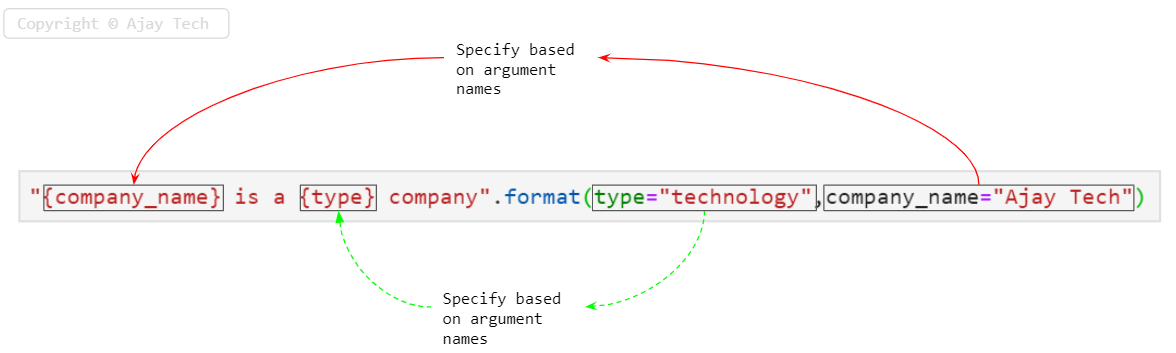 Copyright © Ajay Tech
Specify based
on argument
names
"{company_name} is a {type} company".format(type="technology",company_name="Ajay Tech")
Specify based
on argument
names